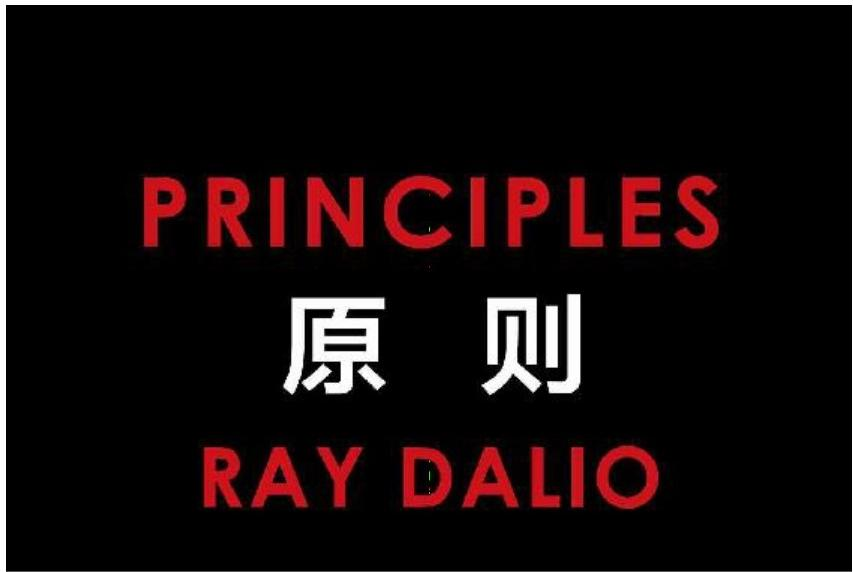 PRINCIPLES
原则
RAY DALIO